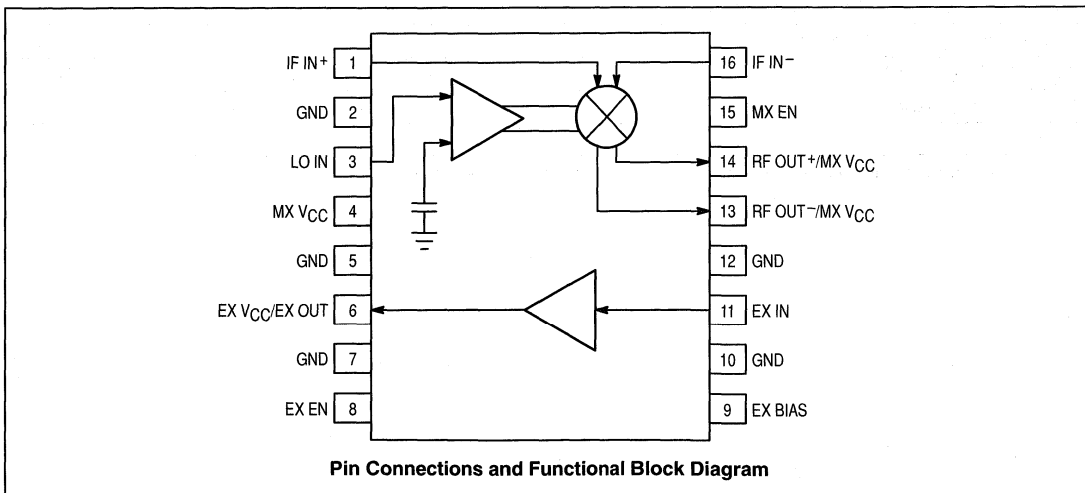 IF IN+ 1
GND 2
LO IN 3
MX VCC 4
GND 5
EX VCC/EX OUT 6
GND 7
EX EN 8
16 IF IN−
15 MX EN
14 RF OUT+/MX VCC
13 RF OUT−/MX VCC
12 GND
11 EX IN
10 GND
9 EX BIAS
Pin Connections and Functional Block Diagram